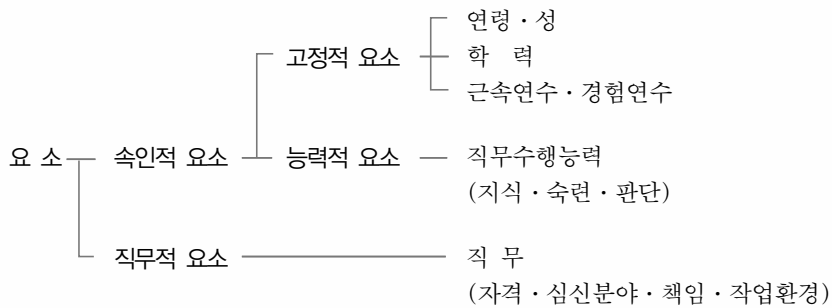 연령 · 성
고정적 요소 학 력
근속연수 · 경험연수
요 소 속인적 요소 능력적 요소 직무수행능력
(지식 · 숙련 · 판단)
직무적 요소 직 무
(자격 · 심신분야 · 책임 · 작업환경)